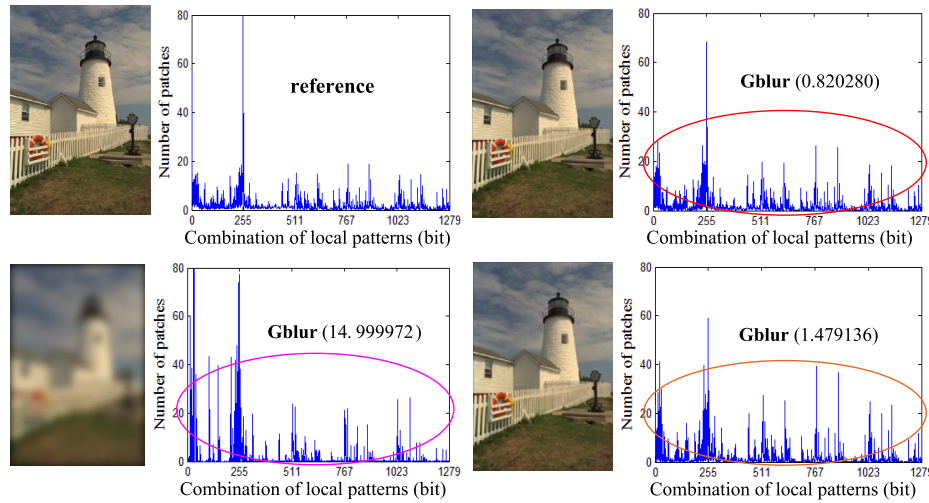 80
60
40
20
0
0 255 511 767 1023 1279
Number of patches
reference
Combination of local patterns (bit)
80
60
40
20
0
0 255 511 767 1023 1279
Number of patches
Gblur (0.820280)
Combination of local patterns (bit)
80
60
40
20
0
0 255 511 767 1023 1279
Number of patches
Gblur (14. 999972)
Combination of local patterns (bit)
80
60
40
20
0
0 255 511 767 1023 1279
Number of patches
Gblur (1.479136)
Combination of local patterns (bit)